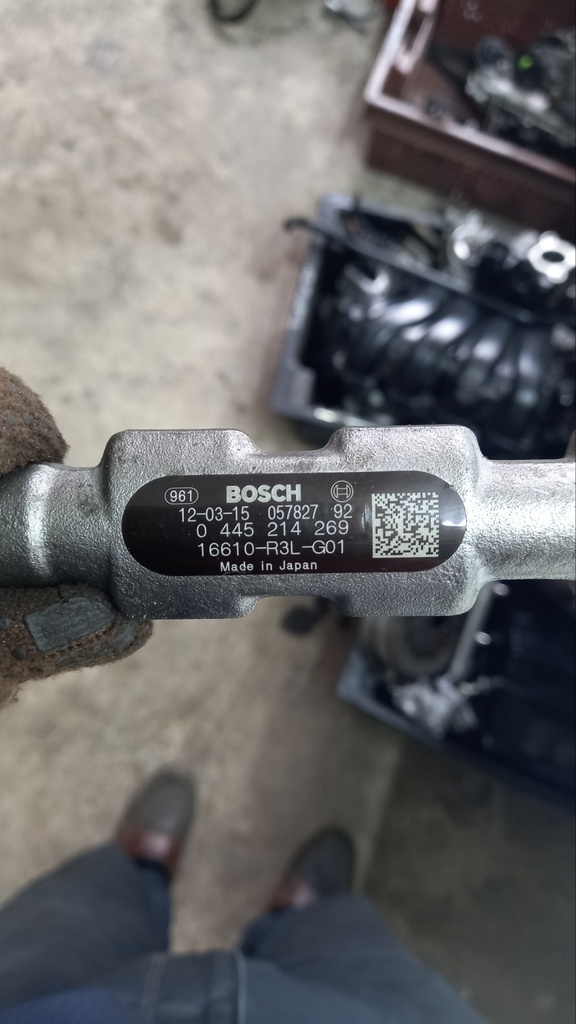 961 BOSCH
12-03-15 057827 92
0 445 214 269
16610-R3L-G01
Made in Japan